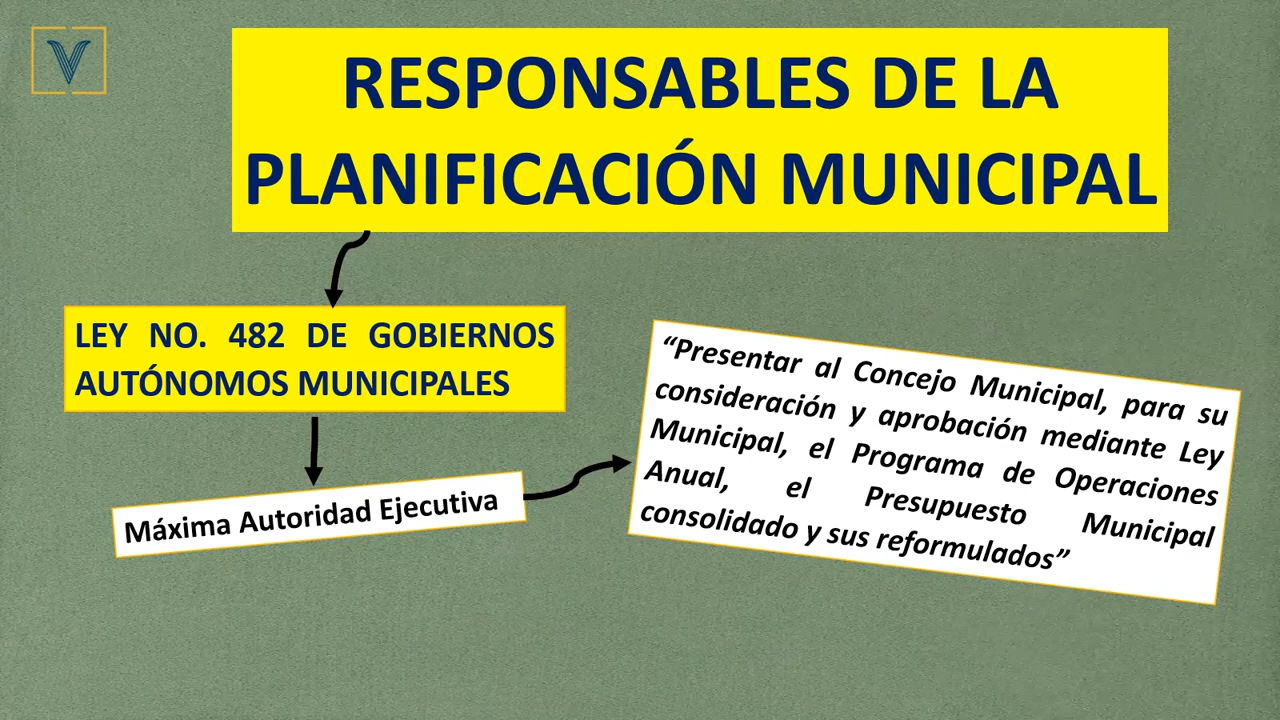 RESPONSABLES DE LA
PLANIFICACIÓN MUNICIPAL
LEY NO. 482 DE GOBIERNOS
AUTÓNOMOS MUNICIPALES
Máxima Autoridad Ejecutiva
“Presentar al Concejo Municipal, para su
consideración y aprobación mediante Ley
Municipal, el Programa de Operaciones
Anual, el Presupuesto Municipal
consolidado y sus reformulados”